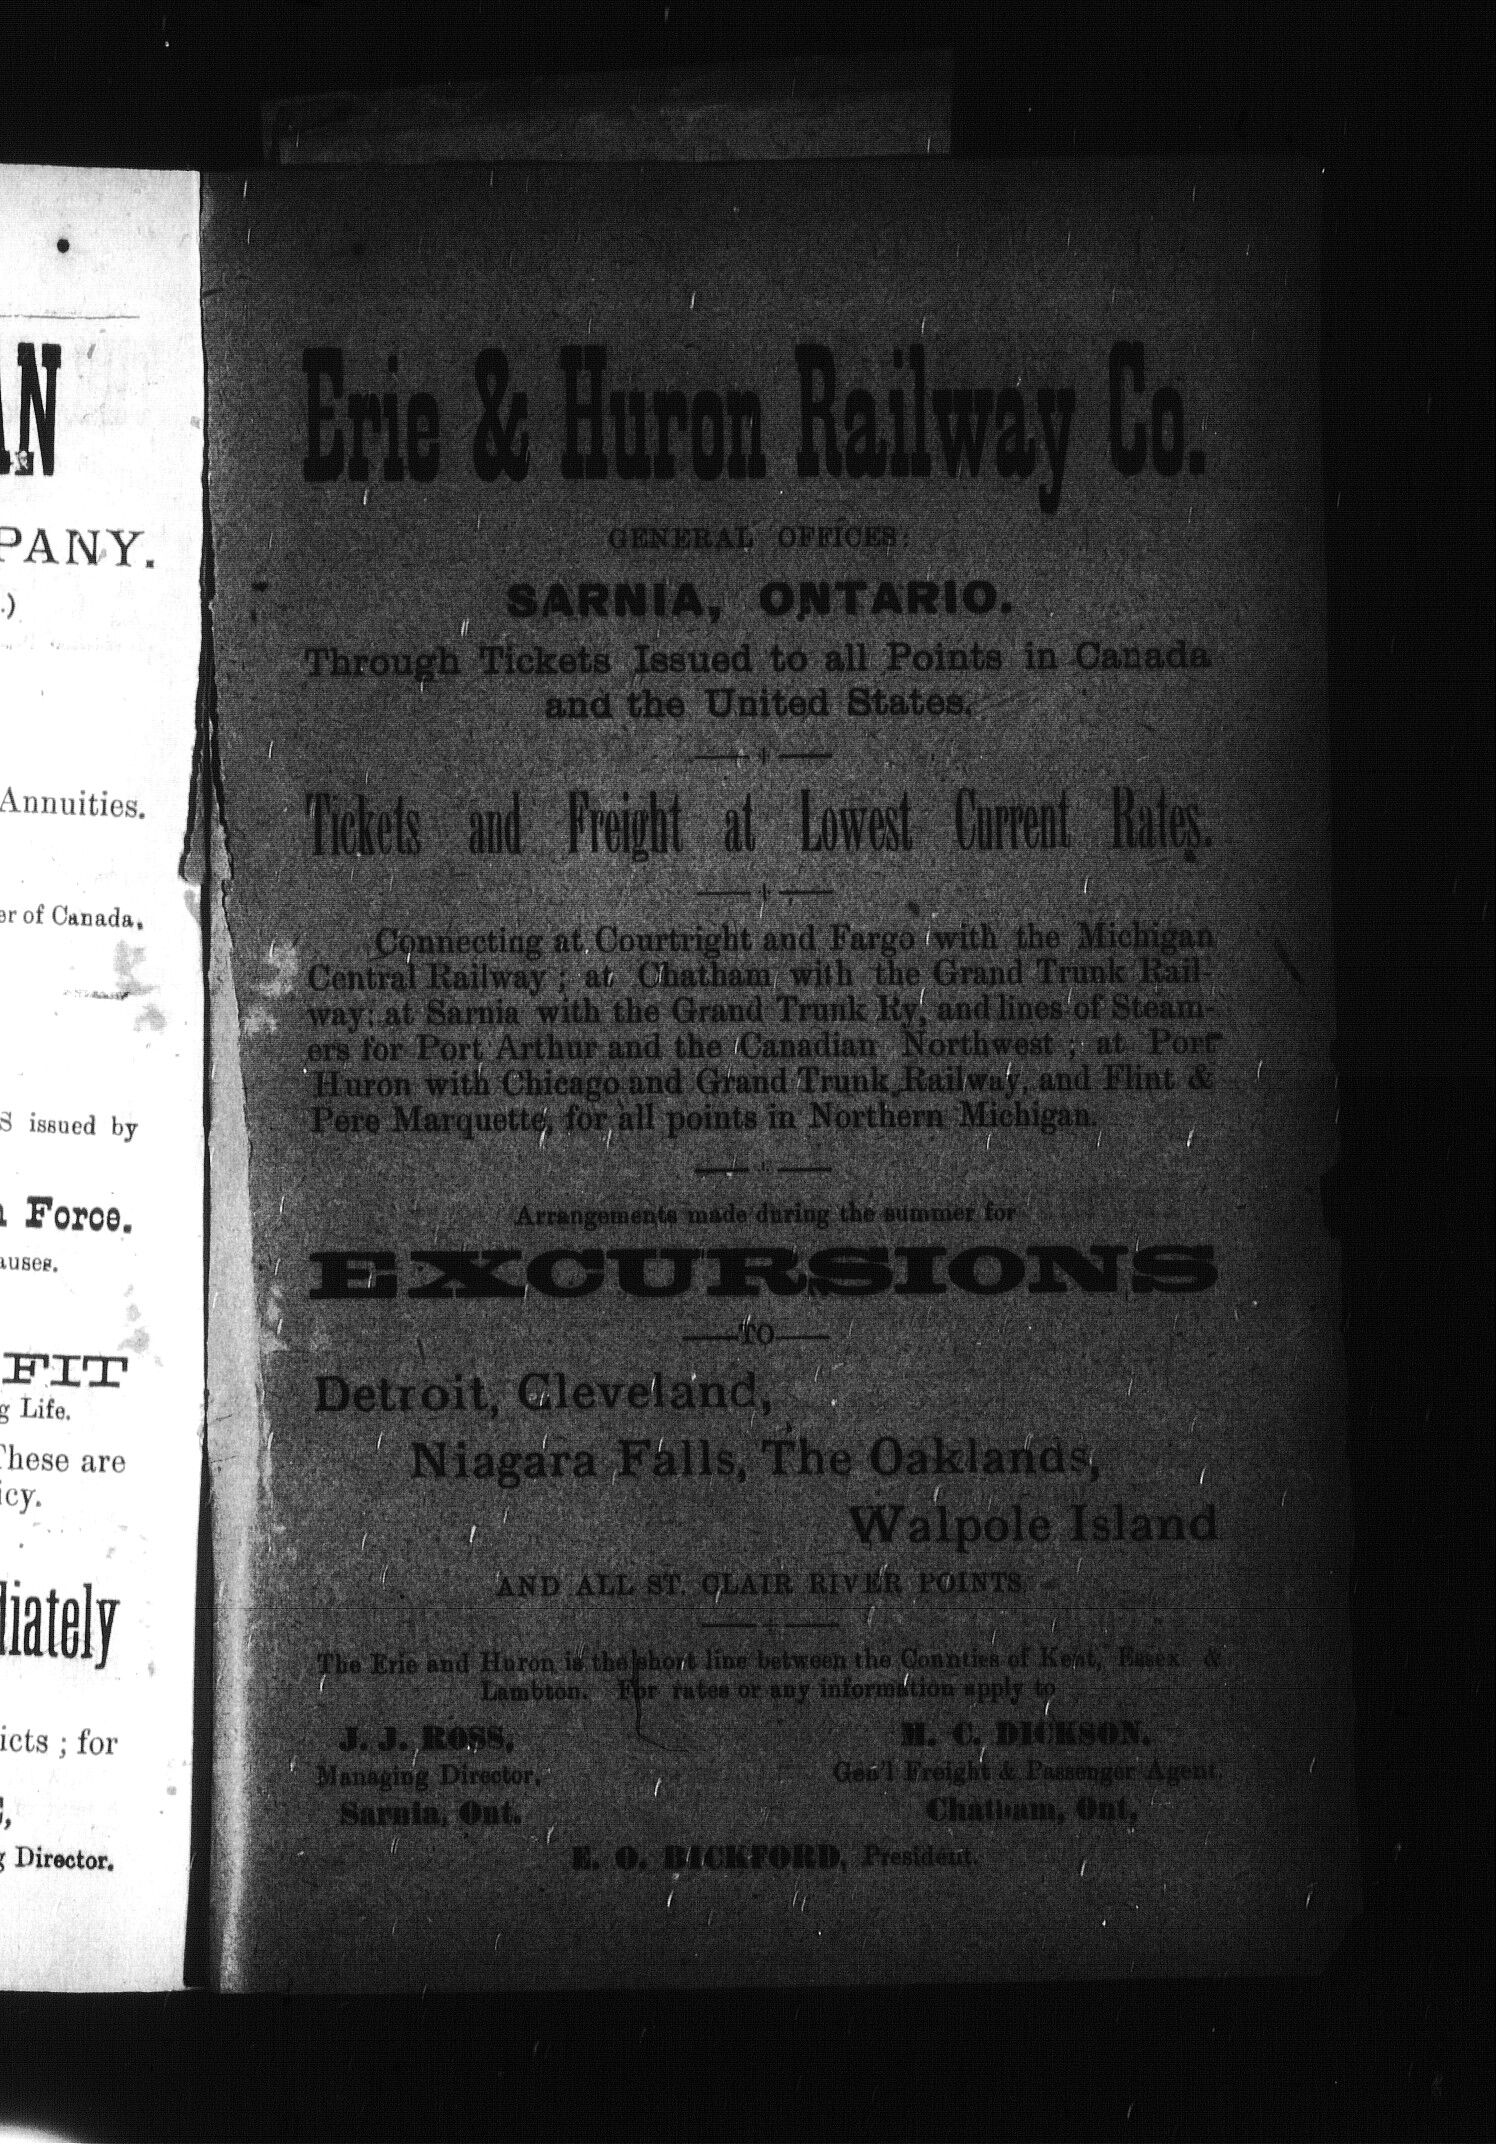 AN
PANY.
.)
Annuities.
er of Canada.
S issued by
n Force.
auses.
FIT
g Life.
These are
icy.
diately
icts ; for
g Director.
Erie & Huron Railway Co.
GENERAL OFFICES:
SARNIA, ONTARIO.
Through Tickets Issued to all Points in Canada
and the United States.
Tickets and Freight at Lowest Current Rates.
Connecting at Courtright and Fargo with the Michigan
Central Railway ; at Chatham with the Grand Trunk Rail-
way: at Sarnia with the Grand Trunk Ry, and lines of Steam-
ers for Port Arthur and the Canadian Northwest ; at Port
Huron with Chicago and Grand Trunk Railway, and Flint &
Pere Marquette, for all points in Northern Michigan.
Arrangements made during the summer for
EXCURSIONS
—TO—
Detroit, Cleveland,
Niagara Falls, The Oaklands,
Walpole Island
AND ALL ST. CLAIR RIVER POINTS.
The Erie and Huron is the short line between the Counties of Kent, Essex &
Lambton. For rates or any information apply to
J. J. ROSS,
Managing Director,
Sarnia, Ont.
M. C. DICKSON,
Gen'l Freight & Passenger Agent,
Chatham, Ont.
E. O. BICKFORD, President.